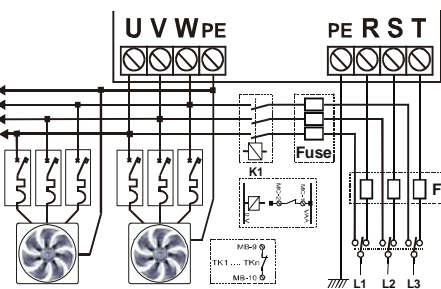 U V W PE
PE R S T
Fuse
K1
F
MB-9
TK1 .... TKn
MB-10
L1 L2 L3